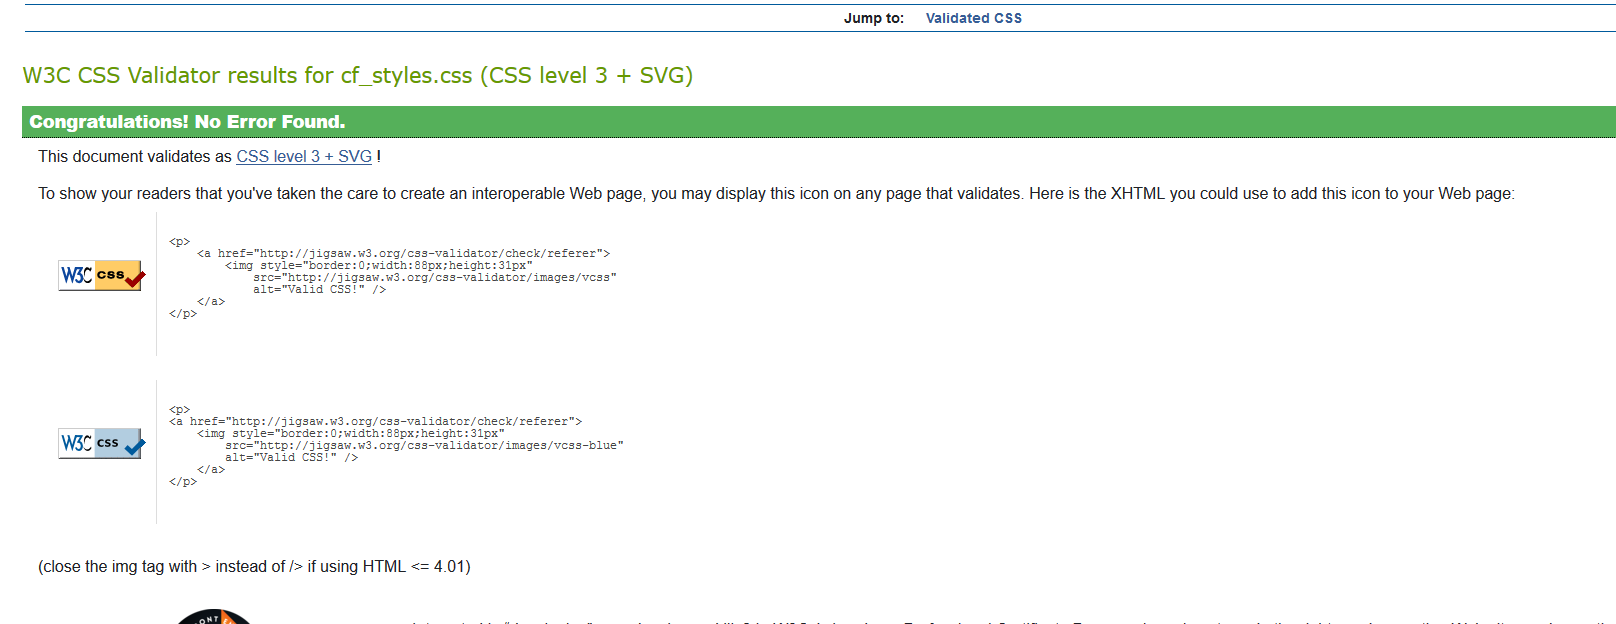 Jump to: Validated CSS
W3C CSS Validator results for cf_styles.css (CSS level 3 + SVG)
Congratulations! No Error Found.
This document validates as CSS level 3 + SVG !
To show your readers that you've taken the care to create an interoperable Web page, you may display this icon on any page that validates. Here is the XHTML you could use to add this icon to your Web page:
W3C css
<p>
<a href="http://jigsaw.w3.org/css-validator/check/referer">
<img style="border:0;width:88px;height:31px"
src="http://jigsaw.w3.org/css-validator/images/vcss"
alt="Valid CSS!" />
</a>
</p>
W3C css
<p>
<a href="http://jigsaw.w3.org/css-validator/check/referer">
<img style="border:0;width:88px;height:31px"
src="http://jigsaw.w3.org/css-validator/images/vcss-blue"
alt="Valid CSS!" />
</a>
</p>
(close the img tag with > instead of /> if using HTML <= 4.01)